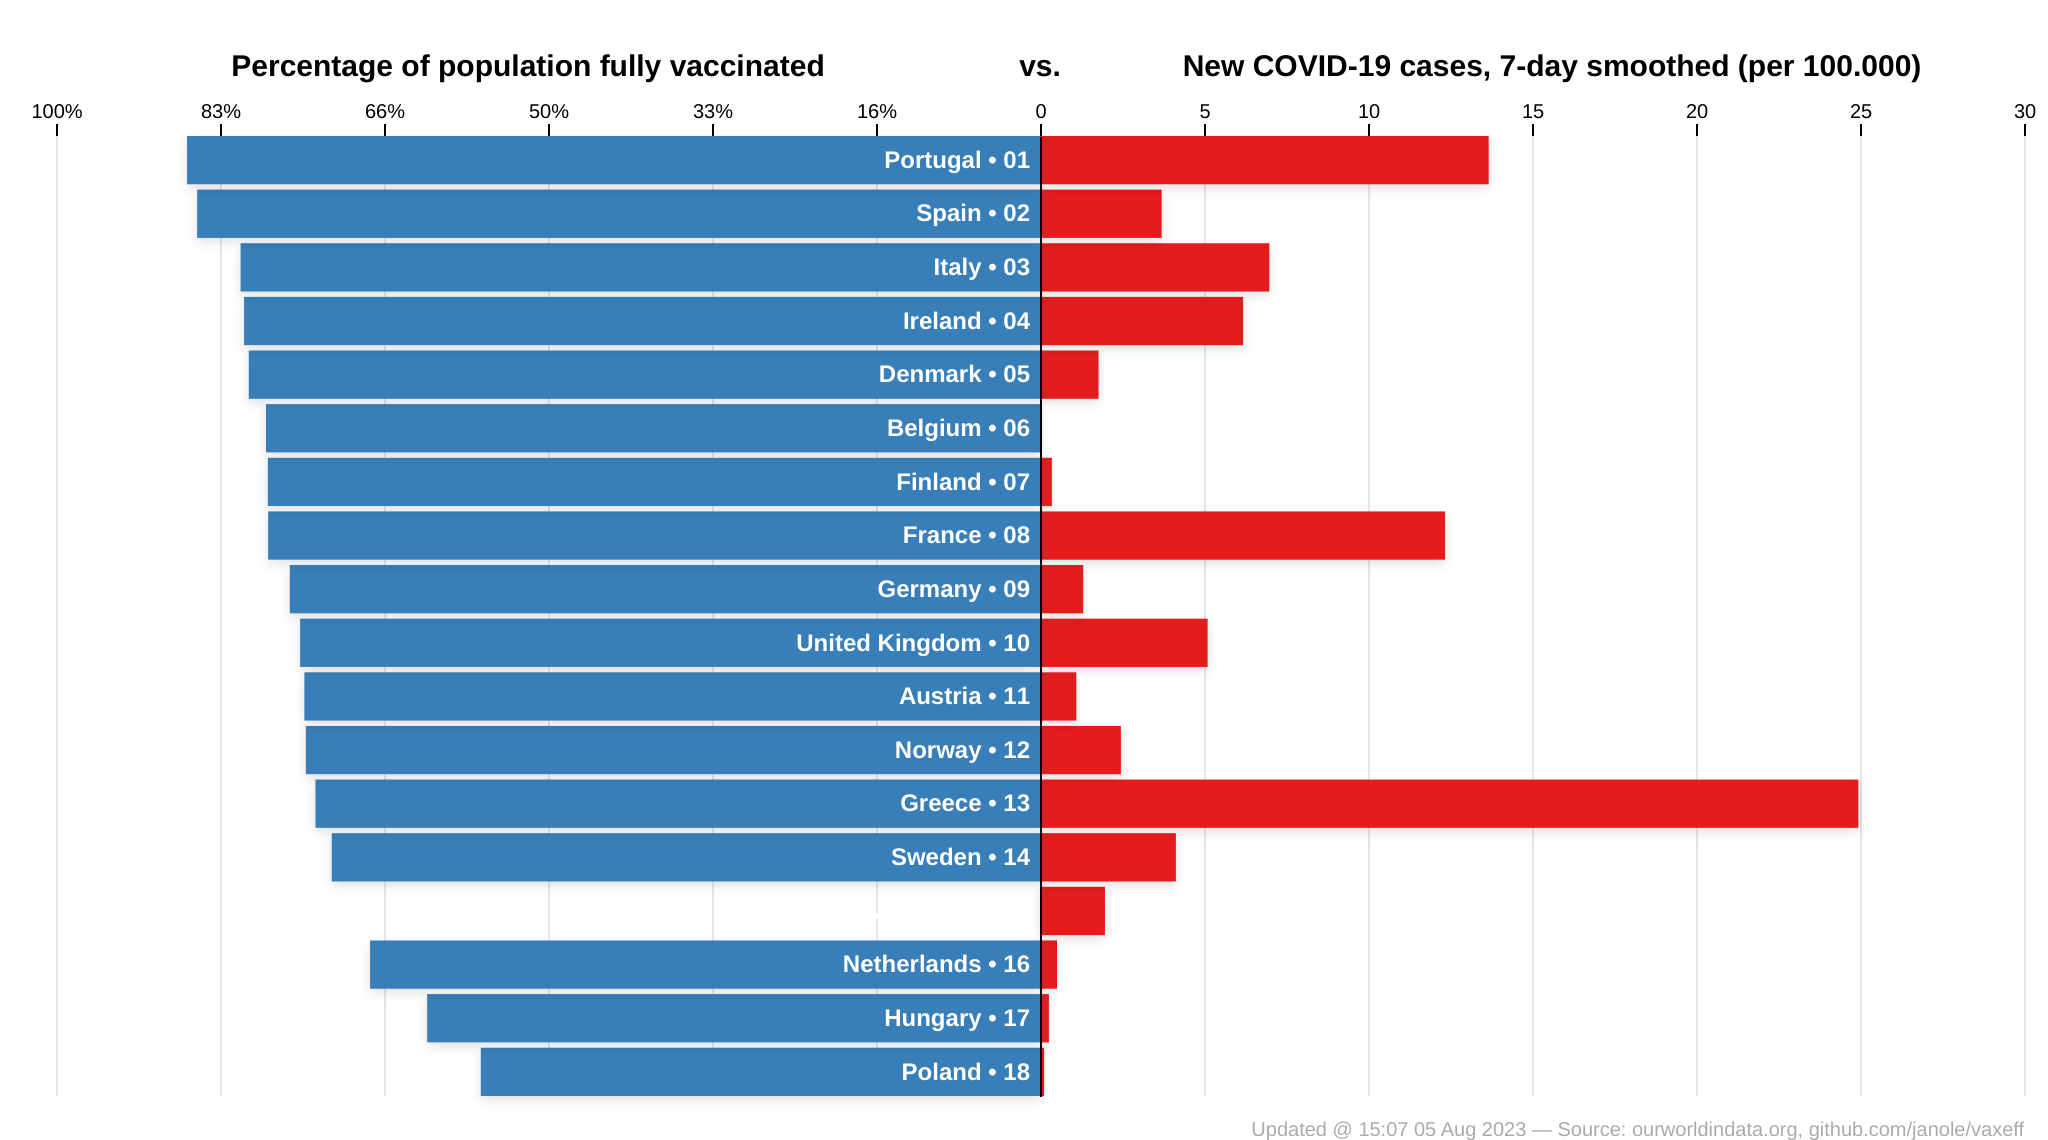 Percentage of population fully vaccinated vs. New COVID-19 cases, 7-day smoothed (per 100.000)
100% 83% 66% 50% 33% 16% 0 5 10 15 20 25 30
Portugal • 01
Spain • 02
Italy • 03
Ireland • 04
Denmark • 05
Belgium • 06
Finland • 07
France • 08
Germany • 09
United Kingdom • 10
Austria • 11
Norway • 12
Greece • 13
Sweden • 14
Netherlands • 16
Hungary • 17
Poland • 18
Updated @ 15:07 05 Aug 2023 — Source: ourworldindata.org, github.com/janole/vaxeff